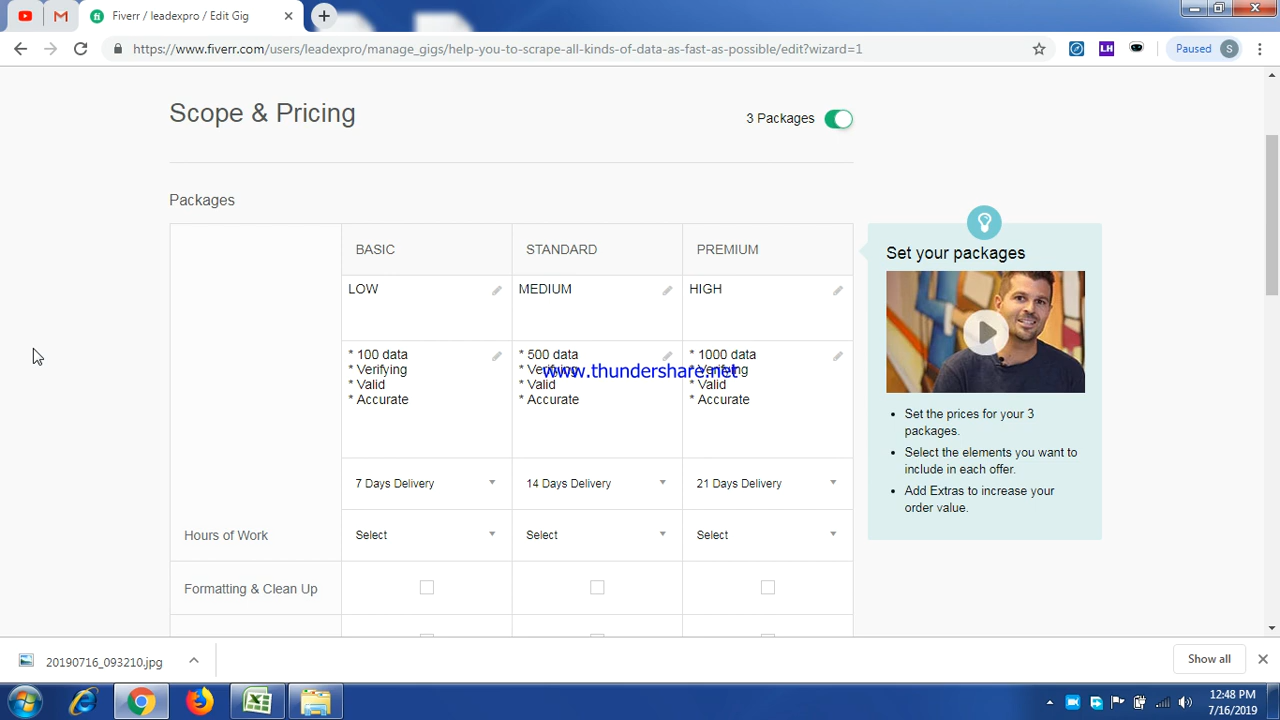 Fiverr / leadexpro / Edit Gig
https://www.fiverr.com/users/leadexpro/manage_gigs/help-you-to-scrape-all-kinds-of-data-as-fast-as-possible/edit?wizard=1
LH
Paused
S
Scope & Pricing
3 Packages
Packages
BASIC
STANDARD
PREMIUM
LOW
MEDIUM
HIGH
* 100 data
* Verifying
* Valid
* Accurate
* 500 data
* Verifying
* Valid
* Accurate
* 1000 data
* Verifying
* Valid
* Accurate
www.thundershare.net
7 Days Delivery
14 Days Delivery
21 Days Delivery
Hours of Work
Select
Select
Select
Formatting & Clean Up
Set your packages
• Set the prices for your 3
packages.
• Select the elements you want to
include in each offer.
• Add Extras to increase your
order value.
20190716_093210.jpg
Show all
12:48 PM
7/16/2019